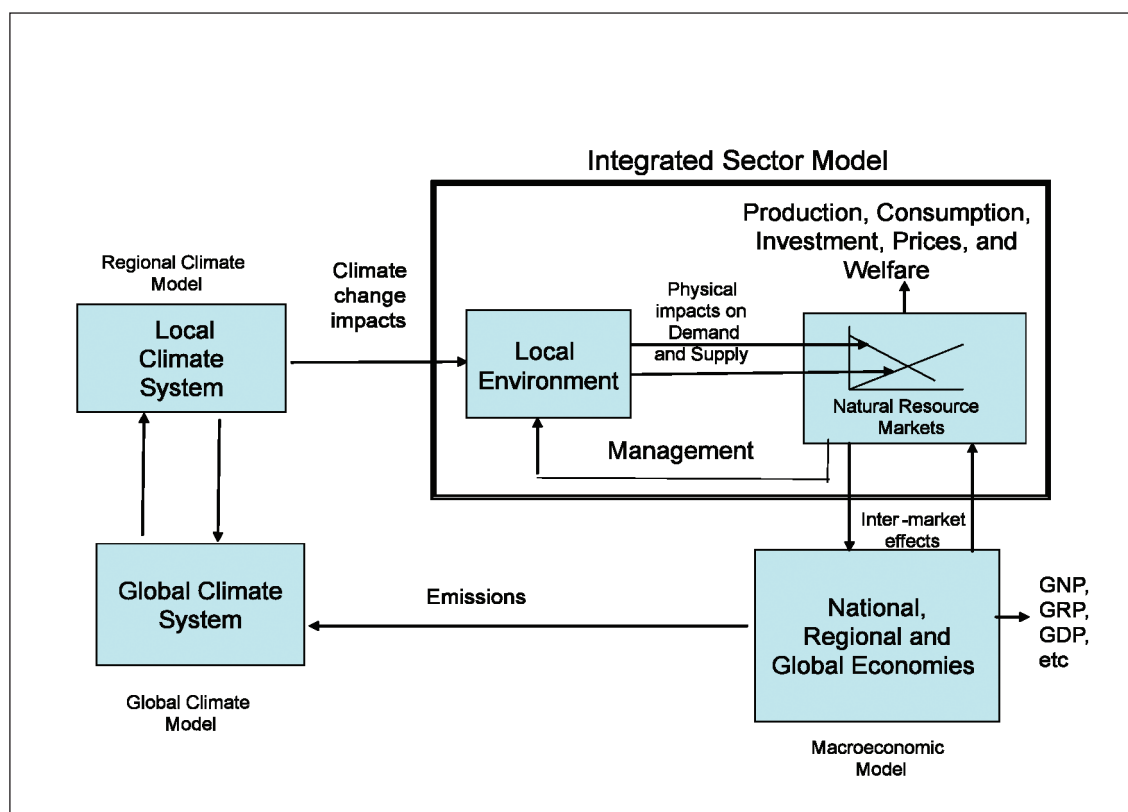 Integrated Sector Model
Production, Consumption,
Investment, Prices, and
Welfare
Regional Climate
Model
Local
Climate
System
Climate
change
impacts
Local
Environment
Physical
impacts on
Demand
and Supply
Natural Resource
Markets
Management
Inter-market
effects
Global Climate
System
Global Climate
Model
Emissions
National,
Regional and
Global Economies
Macroeconomic
Model
GNP,
GRP,
GDP,
etc